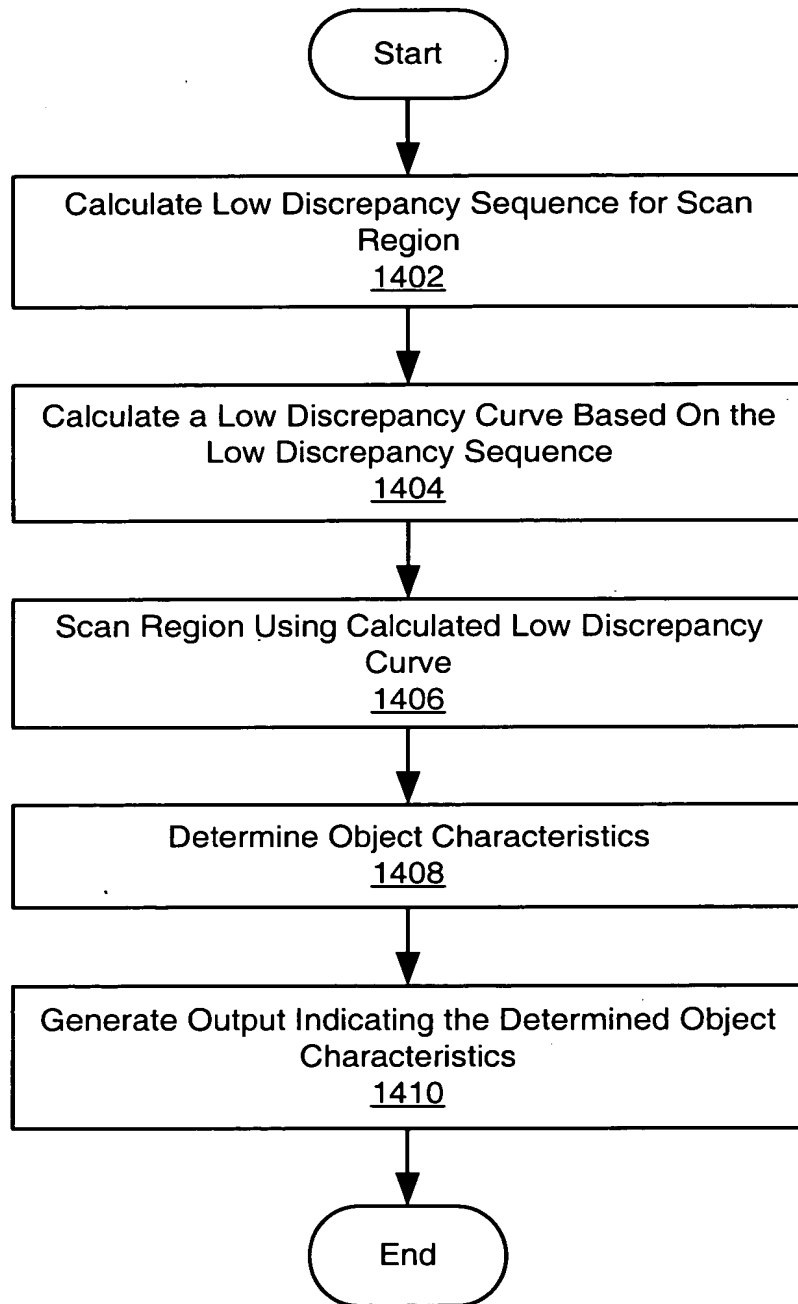 Start
Calculate Low Discrepancy Sequence for Scan
Region
1402
Calculate a Low Discrepancy Curve Based On the
Low Discrepancy Sequence
1404
Scan Region Using Calculated Low Discrepancy
Curve
1406
Determine Object Characteristics
1408
Generate Output Indicating the Determined Object
Characteristics
1410
End